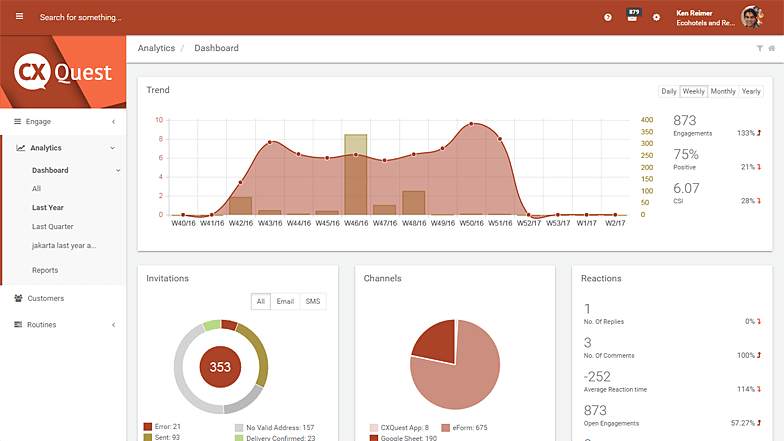 Search for something...
879
Ken Reimer
Ecohotels and Re...
CX Quest
Analytics / Dashboard
Engage
Analytics
Dashboard
All
Last Year
Last Quarter
jakarta last year a...
Reports
Customers
Routines
Trend
Daily Weekly Monthly Yearly
10
8
6
4
2
0
400
350
300
250
200
150
100
50
0
W40/16 W41/16 W42/16 W43/16 W44/16 W45/16 W46/16 W47/16 W48/16 W49/16 W50/16 W51/16 W52/17 W53/17 W1/17 W2/17
873
Engagements 133%
75%
Positive 21%
6.07
CSI 28%
Invitations
All Email SMS
353
Error: 21
No Valid Address: 157
Sent: 93
Delivery Confirmed: 23
Channels
CXQuest App: 8
eForm: 675
Google Sheet: 190
Reactions
1
No. Of Replies 0%
3
No. Of Comments 100%
-252
Average Reaction time 114%
873
Open Engagements 57.27%